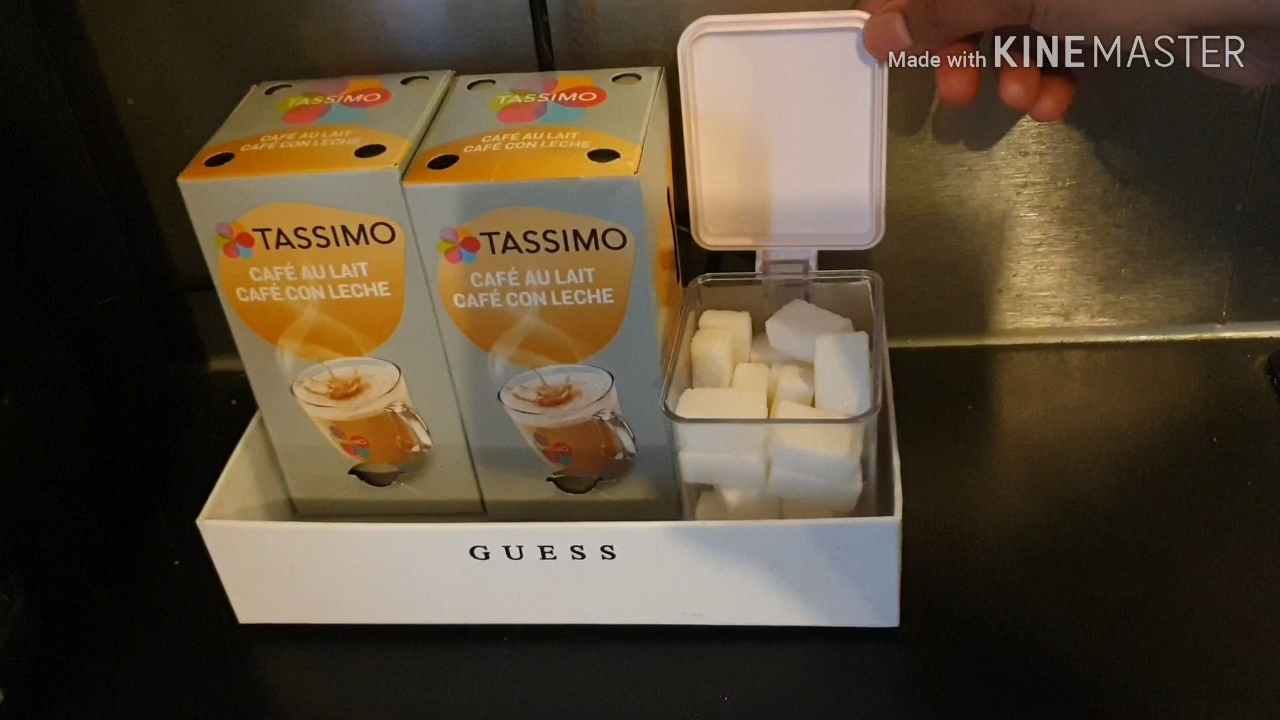 Made with KINEMASTER
TASSIMO
CAFÉ AU LAIT
CAFÉ CON LECHE
TASSIMO
CAFÉ AU LAIT
CAFÉ CON LECHE
TASSIMO
CAFÉ AU LAIT
CAFÉ CON LECHE
TASSIMO
CAFÉ AU LAIT
CAFÉ CON LECHE
GUESS